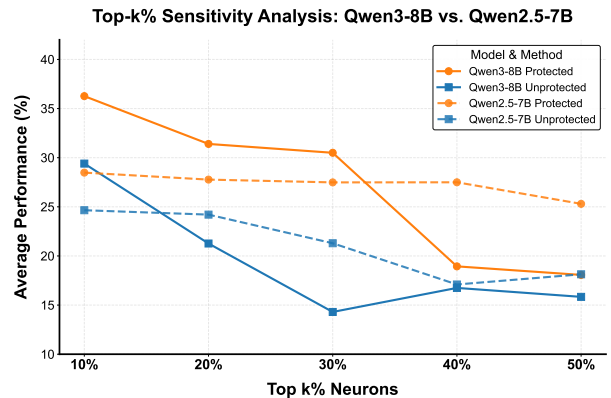 Top-k% Sensitivity Analysis: Qwen3-8B vs. Qwen2.5-7B
Model & Method
Qwen3-8B Protected
Qwen3-8B Unprotected
Qwen2.5-7B Protected
Qwen2.5-7B Unprotected
Average Performance (%)
40
35
30
25
20
15
10
10%
20%
30%
40%
50%
Top k% Neurons